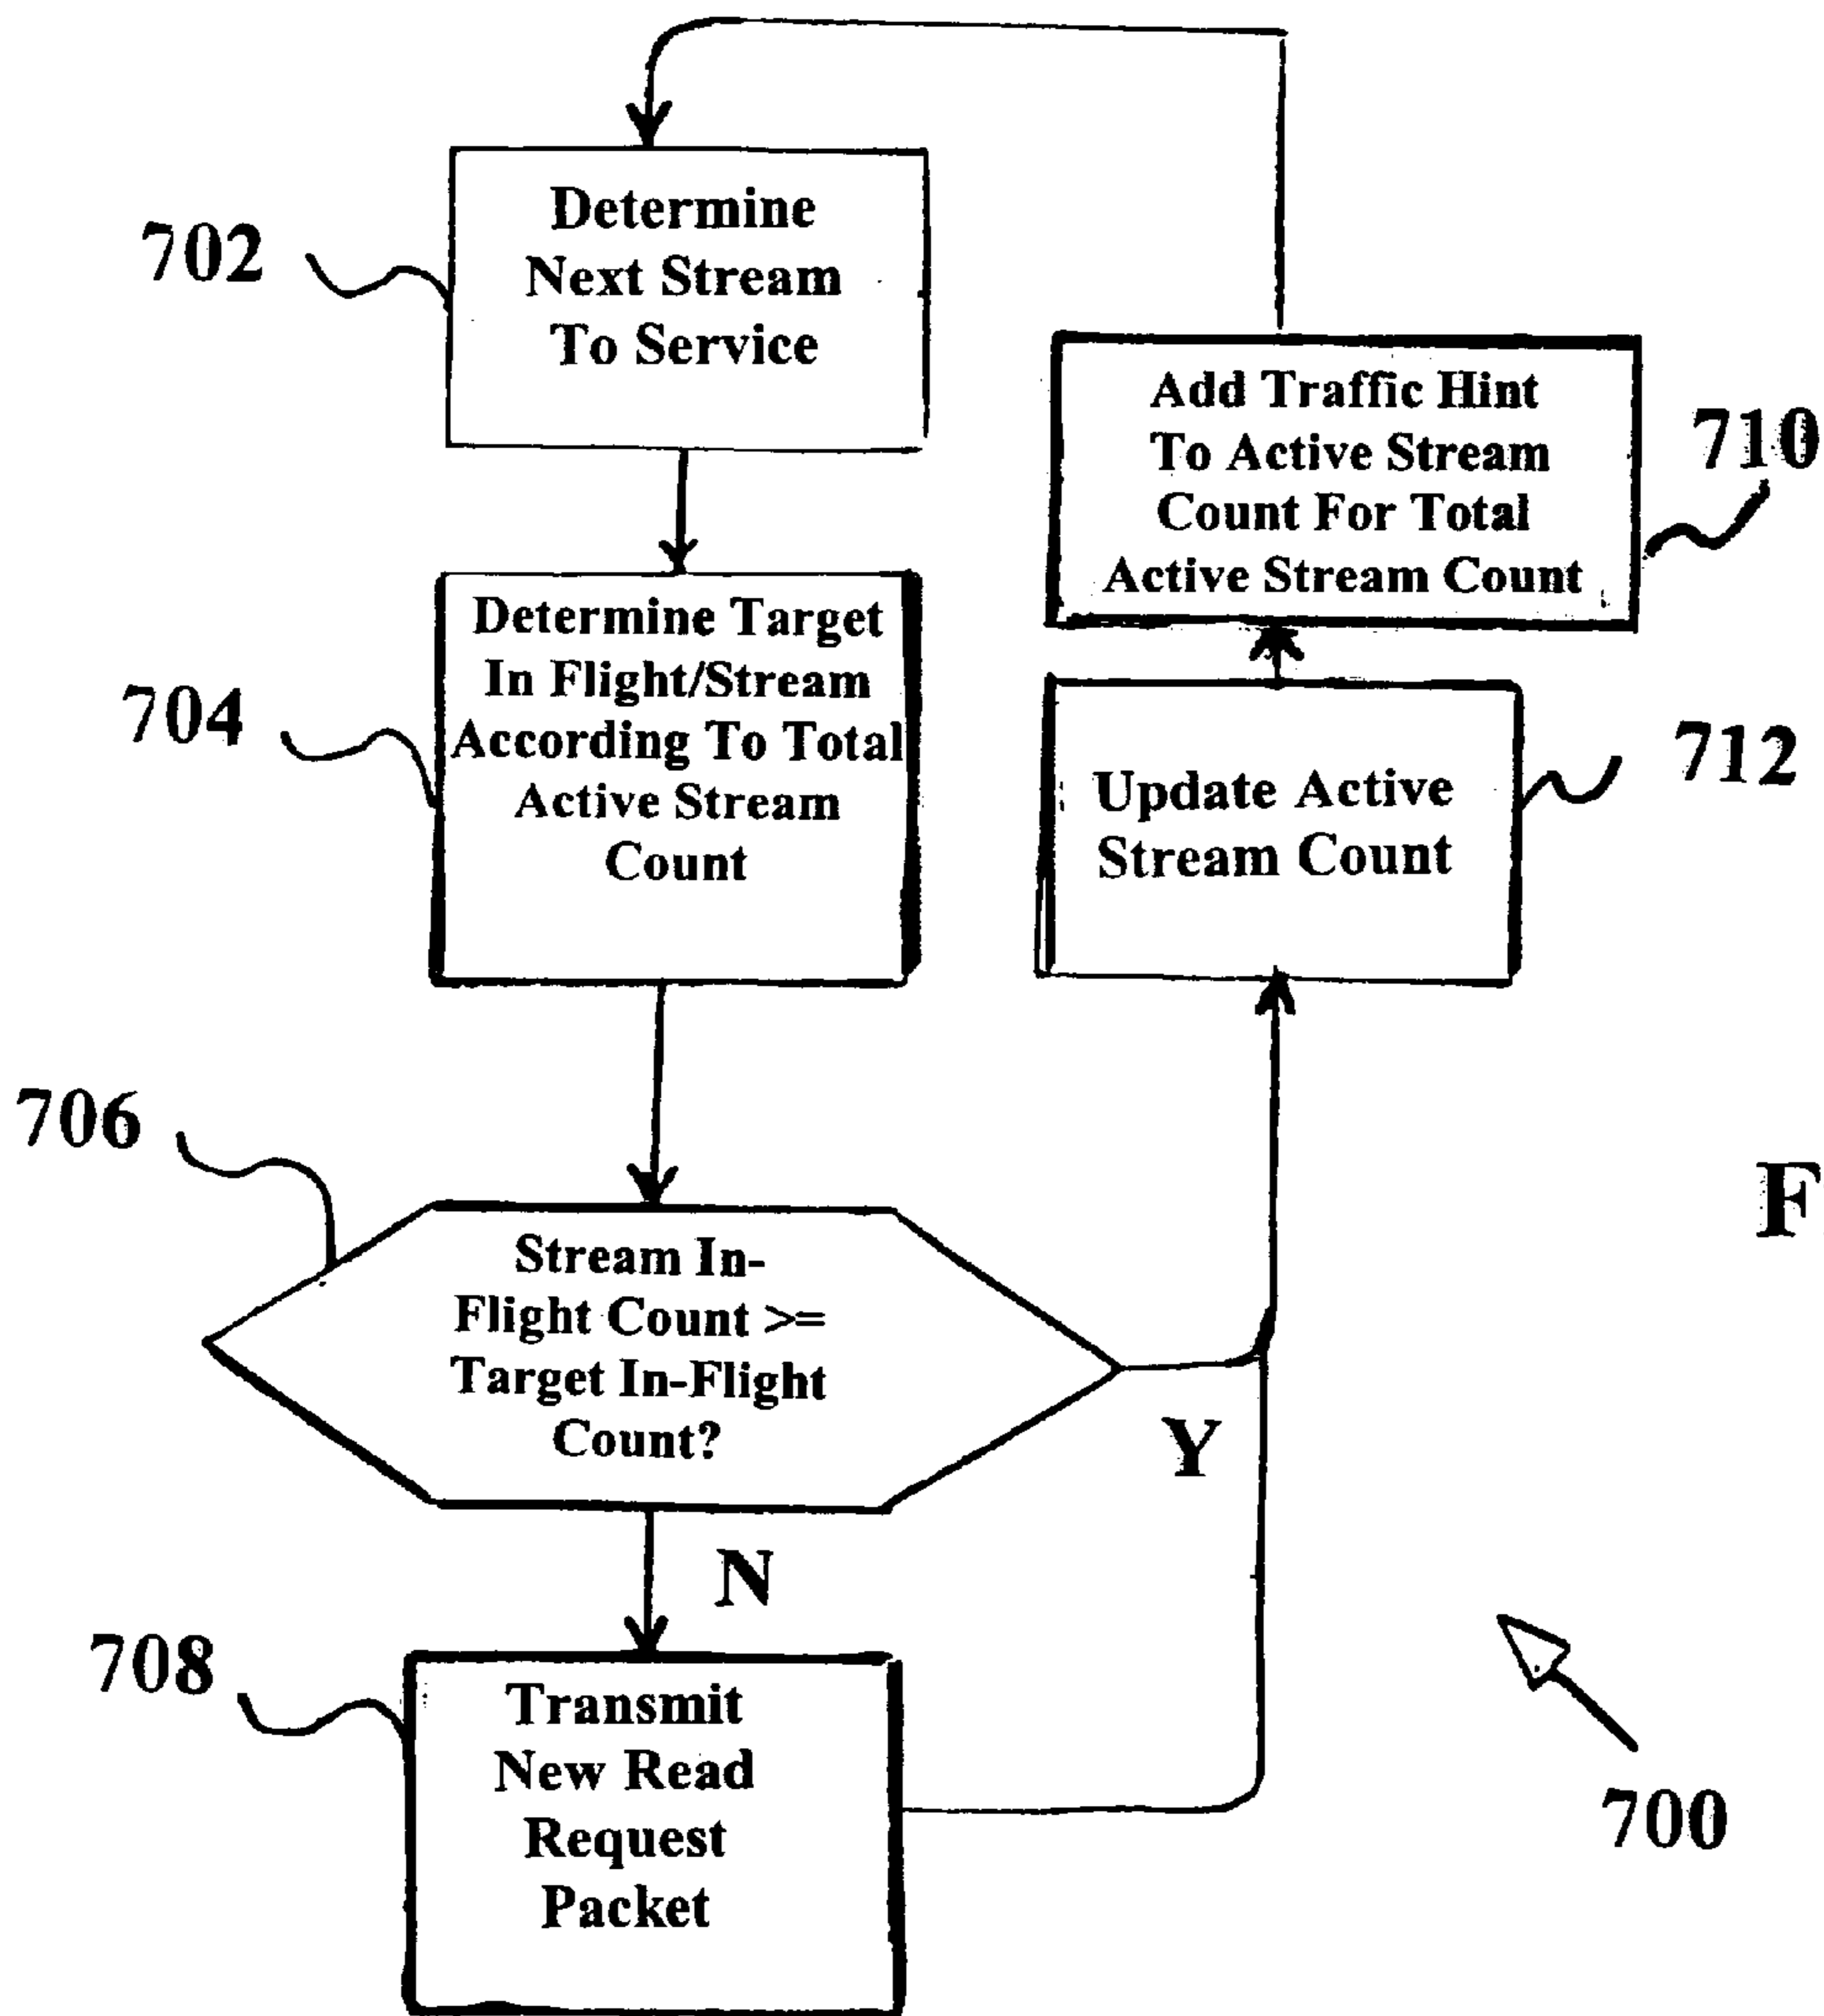 702
Determine
Next Stream
To Service
704
Determine Target
In Flight/Stream
According To Total
Active Stream
Count
706
Stream In-
Flight Count >=
Target In-Flight
Count?
Y
N
708
Transmit
New Read
Request
Packet
712
Update Active
Stream Count
710
Add Traffic Hint
To Active Stream
Count For Total
Active Stream Count
F
700